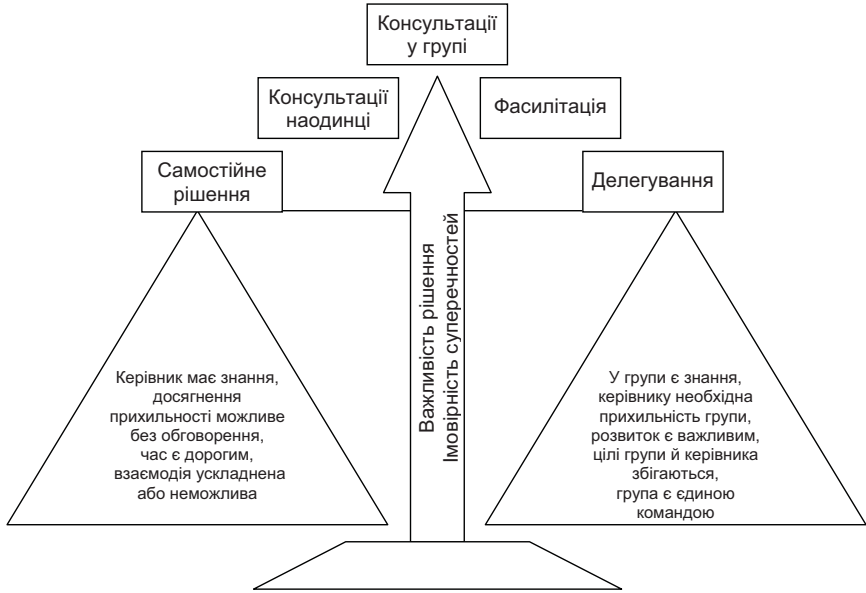 Консультації
у групі
Консультації
наодинці
Фасилітація
Самостійне
рішення
Делегування
Важливість рішення
Імовірність суперечностей
Керівник має знання,
досягнення
прихильності можливе
без обговорення,
час є дорогим,
взаємодія ускладнена
або неможлива
У групи є знання,
керівнику необхідна
прихильність групи,
розвиток є важливим,
цілі групи й керівника
збігаються,
група є єдиною
командою